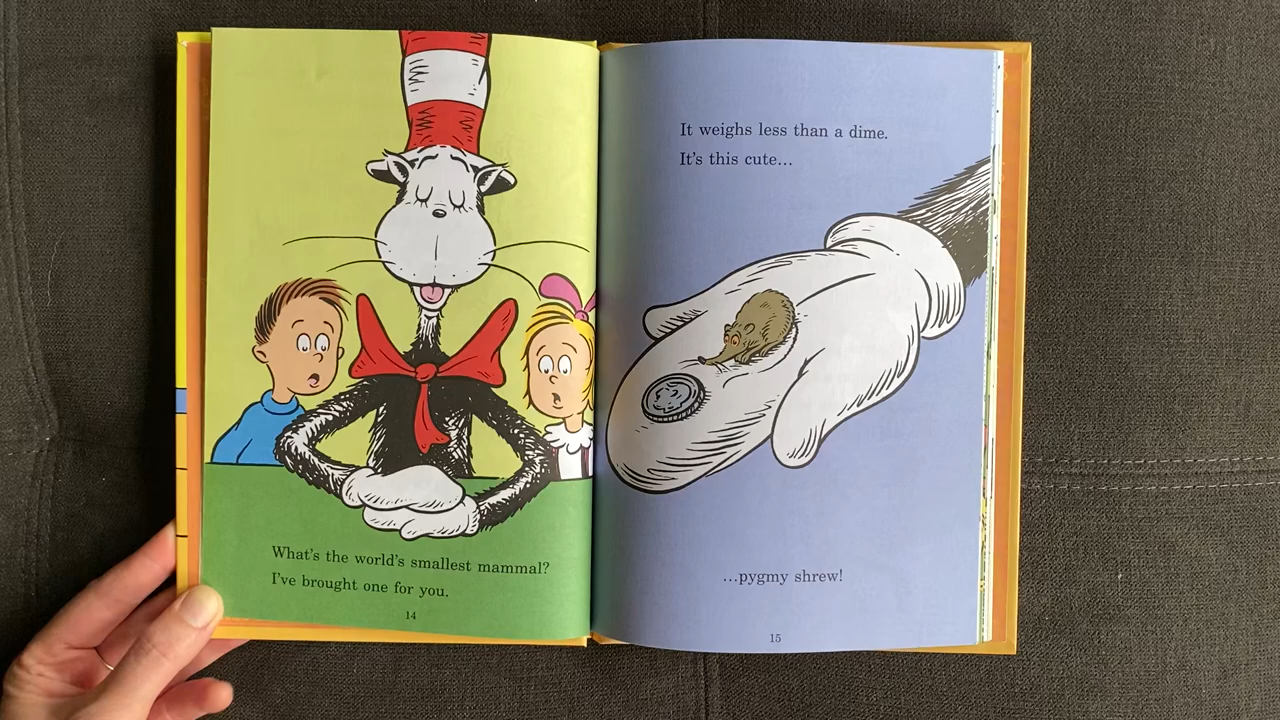 What's the world's smallest mammal?
I've brought one for you.
14
It weighs less than a dime.
It's this cute...
...pygmy shrew!
15